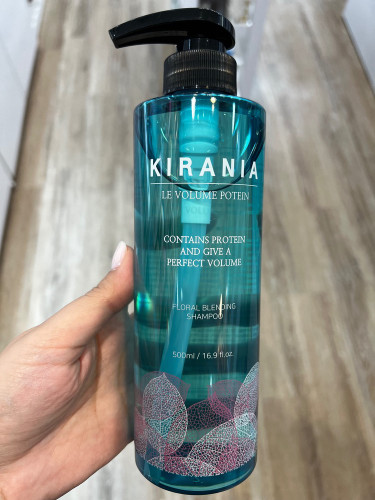 KIRANIA
LE VOLUME POTEIN
CONTAINS PROTEIN
AND GIVE A
PERFECT VOLUME
FLORAL BLENDING
SHAMPOO
500ml / 16.9 fl.oz.